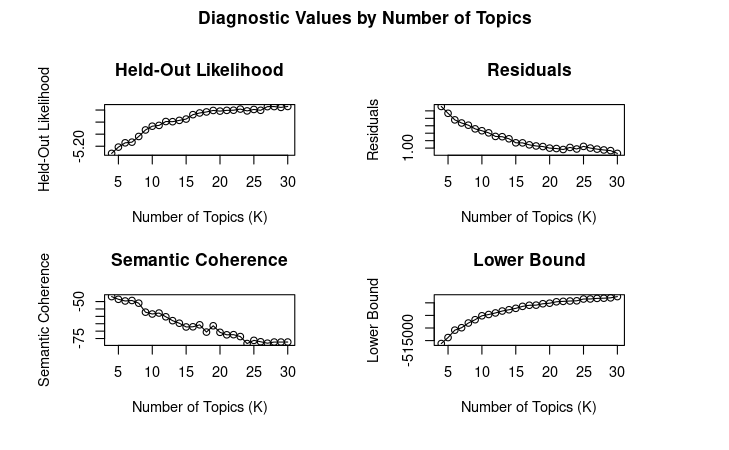 Diagnostic Values by Number of Topics
Held-Out Likelihood
Held-Out Likelihood
-5.20
5 10 15 20 25 30
Number of Topics (K)
Residuals
Residuals
1.00
5 10 15 20 25 30
Number of Topics (K)
Semantic Coherence
Semantic Coherence
-50
-75
5 10 15 20 25 30
Number of Topics (K)
Lower Bound
Lower Bound
-515000
5 10 15 20 25 30
Number of Topics (K)